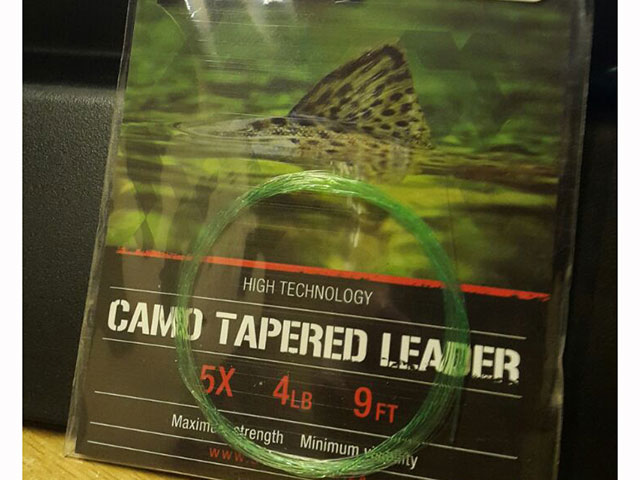 HIGH TECHNOLOGY
CAMO TAPERED LEADER
5X 4LB 9FT
Maximum strength Minimum visibility